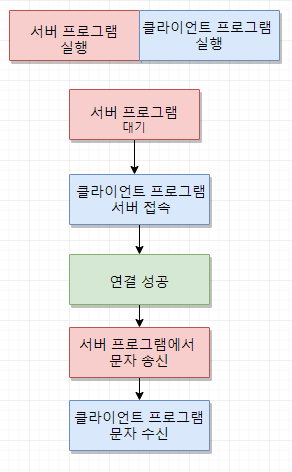 서버 프로그램
실행
클라이언트 프로그램
실행
서버 프로그램
대기
클라이언트 프로그램
서버 접속
연결 성공
서버 프로그램에서
문자 송신
클라이언트 프로그램
문자 수신